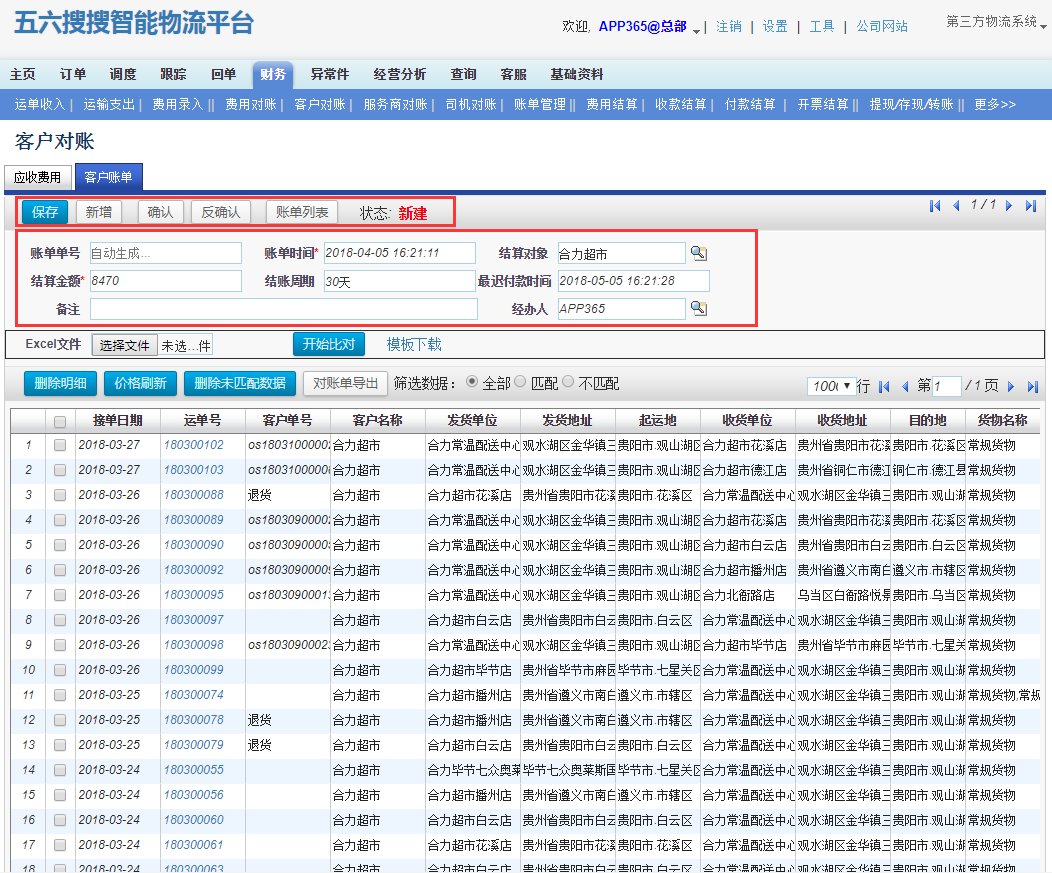 五六搜搜智能物流平台
欢迎, APP365@总部 | 注销 | 设置 | 工具 | 公司网站 第三方物流系统
主页 订单 调度 跟踪 回单 财务 异常件 经营分析 查询 客服 基础资料
运单收入 | 运输支出 | 费用录入 || 费用对账 | 客户对账 | 服务商对账 | 司机对账 | 账单管理 || 费用结算 | 收款结算 | 付款结算 | 开票结算 || 提现/存现/转账 || 更多>>
客户对账
应收费用 客户账单
保存 新增 确认 反确认 账单列表 状态: 新建 1 / 1
账单单号 自动生成... 账单时间* 2018-04-05 16:21:11 结算对象 合力超市
结算金额* 8470 结账周期 30天 最迟付款时间 2018-05-05 16:21:28
备注 经办人 APP365
Excel文件 选择文件 未选...件 开始比对 模板下载
删除明细 价格刷新 删除未匹配数据 对账单导出 筛选数据: 全部 匹配 不匹配 100 行 第 1 / 1 页
接单日期 运单号 客户单号 客户名称 发货单位 发货地址 起运地 收货单位 收货地址 目的地 货物名称
1 2018-03-27 180300102 os180310000 合力超市 合力常温配送中心 观水湖区金华镇三 贵阳市.观山湖区 合力超市花溪店 贵州省贵阳市花溪 贵阳市.花溪区 常规货物
2 2018-03-27 180300103 os180310000 合力超市 合力常温配送中心 观水湖区金华镇三 贵阳市.观山湖区 合力超市德江店 贵州省铜仁市德江 铜仁市.德江县 常规货物
3 2018-03-26 180300088 退货 合力超市 合力超市花溪店 贵州省贵阳市花溪 贵阳市.花溪区 合力常温配送中心 观水湖区金华镇三 贵阳市.观山湖 常规货物
4 2018-03-26 180300089 os180309000 合力超市 合力常温配送中心 观水湖区金华镇三 贵阳市.观山湖区 合力超市花溪店 贵州省贵阳市花溪 贵阳市.花溪区 常规货物
5 2018-03-26 180300090 os180309000 合力超市 合力常温配送中心 观水湖区金华镇三 贵阳市.观山湖区 合力超市白云店 贵州省贵阳市白云 贵阳市.白云区 常规货物
6 2018-03-26 180300092 os180309000 合力超市 合力常温配送中心 观水湖区金华镇三 贵阳市.观山湖区 合力超市播州店 贵州省遵义市南白 遵义市.市辖区 常规货物
7 2018-03-26 180300095 os180309001 合力超市 合力常温配送中心 观水湖区金华镇三 贵阳市.观山湖区 合力北衙路店 乌当区白衙路悦景 贵阳市.乌当区 常规货物
8 2018-03-26 180300097 合力超市 合力超市白云店 贵州省贵阳市白云 贵阳市.白云区 合力常温配送中心 观水湖区金华镇三 贵阳市.观山湖 常规货物
9 2018-03-26 180300098 os180309002 合力超市 合力常温配送中心 观水湖区金华镇三 贵阳市.观山湖区 合力超市毕节店 贵州省毕节市麻园 毕节市.七星关 常规货物
10 2018-03-26 180300099 合力超市 合力超市毕节店 贵州省毕节市麻园 毕节市.七星关区 合力常温配送中心 观水湖区金华镇三 贵阳市.观山湖 常规货物
11 2018-03-25 180300074 合力超市 合力超市播州店 贵州省遵义市南白 遵义市.市辖区 合力常温配送中心 观水湖区金华镇三 贵阳市.观山湖 常规货物,常规
12 2018-03-25 180300078 退货 合力超市 合力超市播州店 贵州省遵义市南白 遵义市.市辖区 合力常温配送中心 观水湖区金华镇三 贵阳市.观山湖 常规货物
13 2018-03-25 180300079 退货 合力超市 合力超市白云店 贵州省贵阳市白云 贵阳市.白云区 合力常温配送中心 观水湖区金华镇三 贵阳市.观山湖 常规货物
14 2018-03-24 180300055 合力超市 合力毕节七众奥莱 毕节七众奥莱斯国 毕节市.七星关区 合力常温配送中心 观水湖区金华镇三 贵阳市.观山湖 常规货物
15 2018-03-24 180300056 合力超市 合力超市播州店 贵州省遵义市南白 遵义市.市辖区 合力常温配送中心 观水湖区金华镇三 贵阳市.观山湖 常规货物
16 2018-03-24 180300060 合力超市 合力超市白云店 贵州省贵阳市白云 贵阳市.白云区 合力常温配送中心 观水湖区金华镇三 贵阳市.观山湖 常规货物
17 2018-03-24 180300061 合力超市 合力超市花溪店 贵州省贵阳市花溪 贵阳市.花溪区 合力常温配送中心 观水湖区金华镇三 贵阳市.观山湖 常规货物
18 2018-03-24 180300063 合力超市 合力超市白云店 贵州省贵阳市白云 贵阳市.白云区 合力常温配送中心 观水湖区金华镇三 贵阳市.观山湖 常规货物